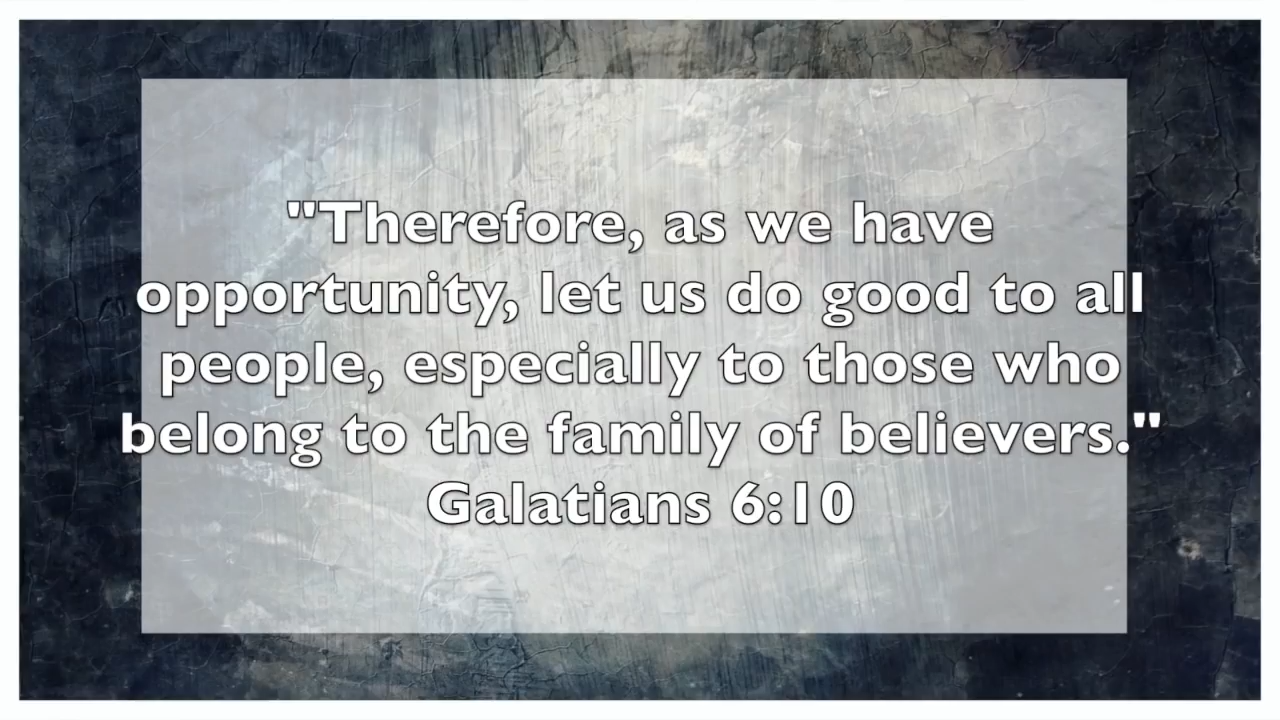 "Therefore, as we have
opportunity, let us do good to all
people, especially to those who
belong to the family of believers."
Galatians 6:10